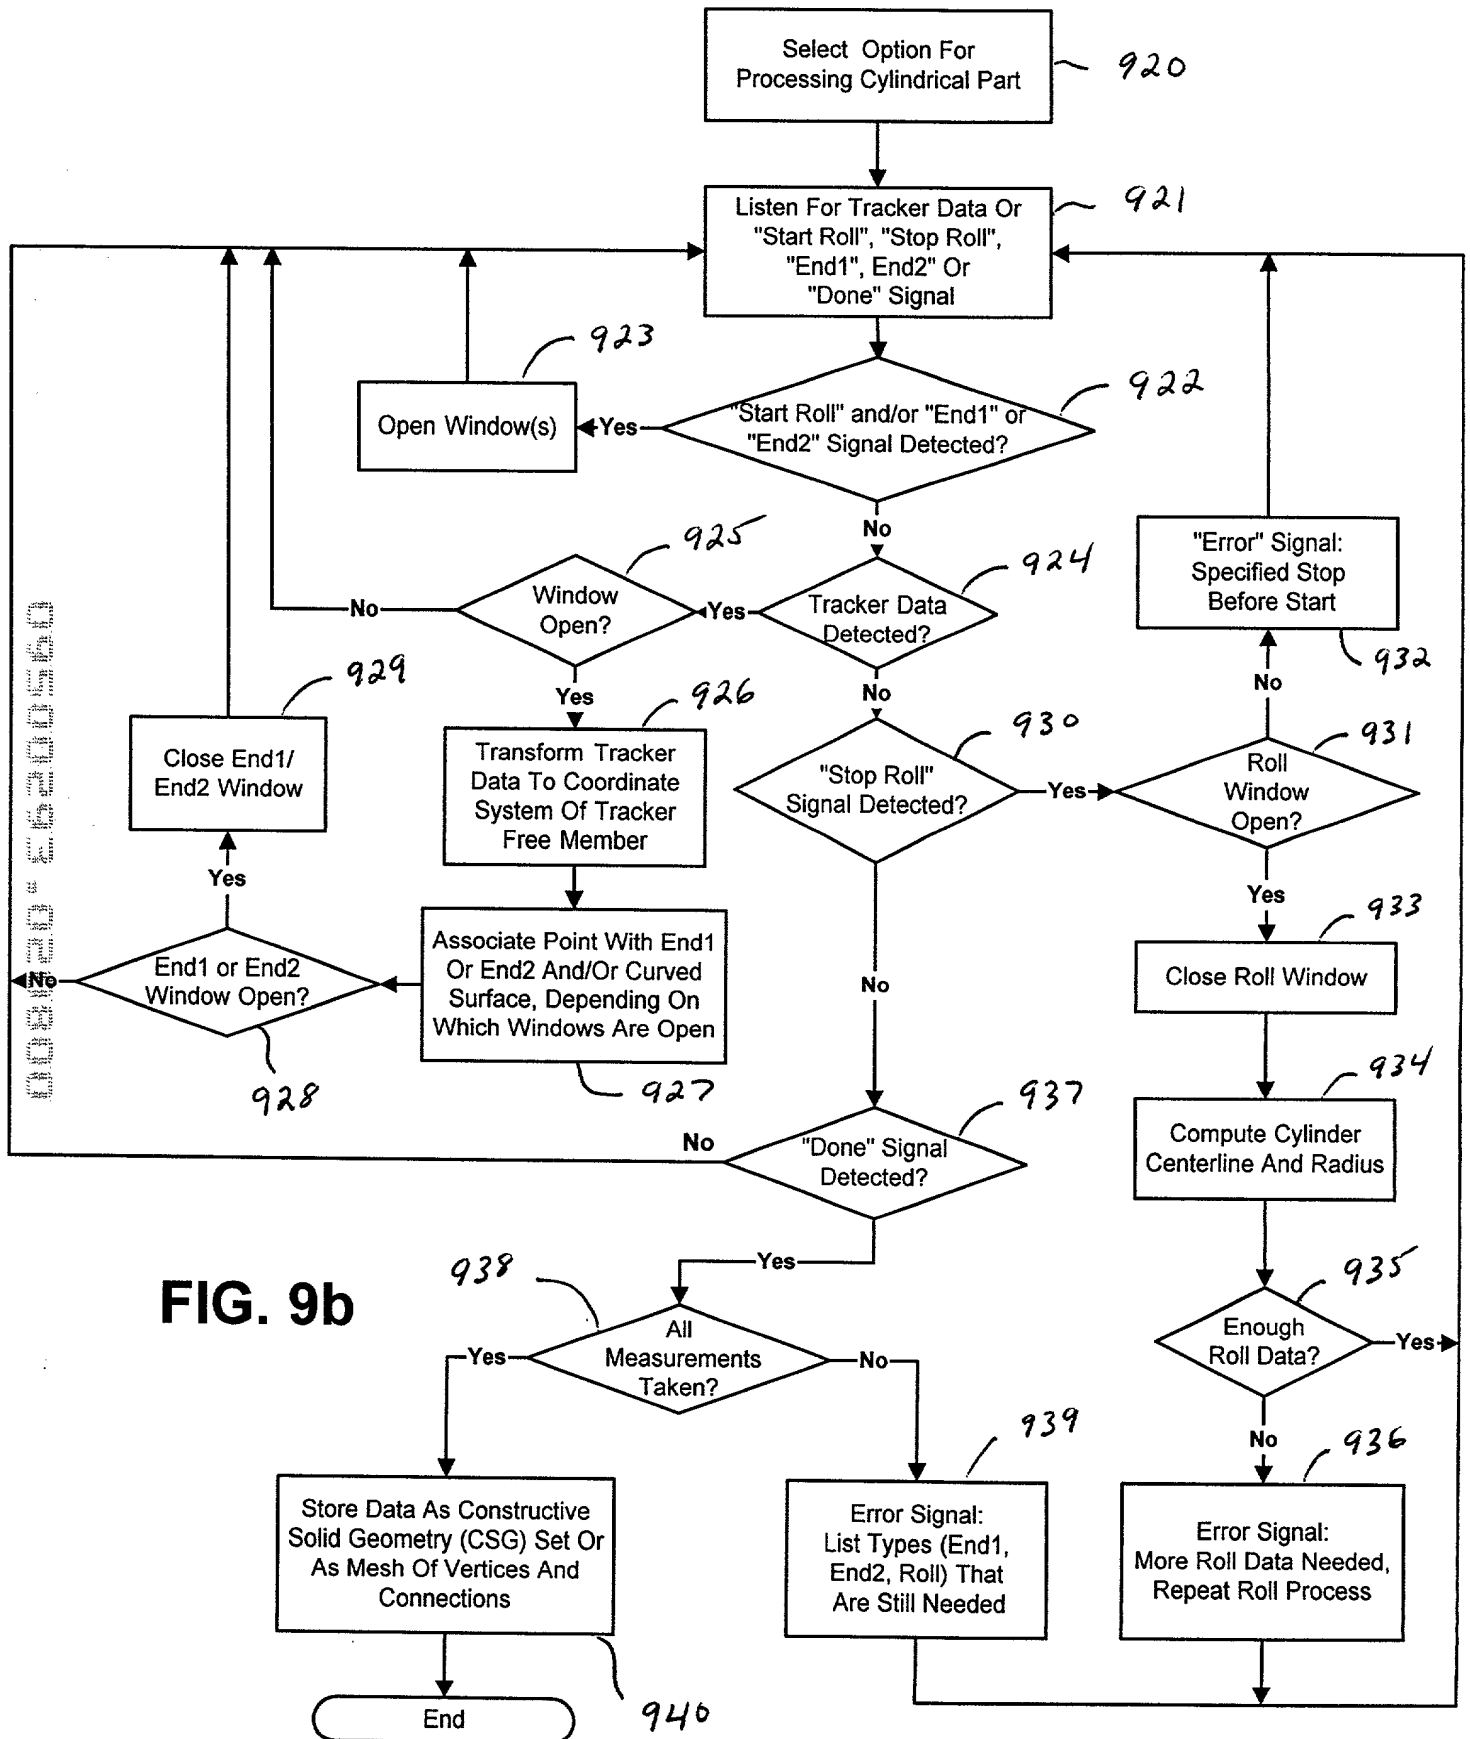 Select Option For
Processing Cylindrical Part
920
Listen For Tracker Data Or
"Start Roll", "Stop Roll",
"End1", End2" Or
"Done" Signal
921
923
Open Window(s)
Yes
"Start Roll" and/or "End1" or
"End2" Signal Detected?
922
No
925
Window
Open?
No
Yes
Tracker Data
Detected?
924
"Error" Signal:
Specified Stop
Before Start
932
No
929
Close End1/
End2 Window
Yes
Yes
926
Transform Tracker
Data To Coordinate
System Of Tracker
Free Member
No
930
"Stop Roll"
Signal Detected?
Yes
931
Roll
Window
Open?
Yes
No
End1 or End2
Window Open?
928
Associate Point With End1
Or End2 And/Or Curved
Surface, Depending On
Which Windows Are Open
927
No
933
Close Roll Window
934
Compute Cylinder
Centerline And Radius
937
"Done" Signal
Detected?
No
Yes
FIG. 9b
938
All
Measurements
Taken?
Yes
No
935
Enough
Roll Data?
Yes
No
Store Data As Constructive
Solid Geometry (CSG) Set Or
As Mesh Of Vertices And
Connections
940
End
939
Error Signal:
List Types (End1,
End2, Roll) That
Are Still Needed
936
Error Signal:
More Roll Data Needed,
Repeat Roll Process